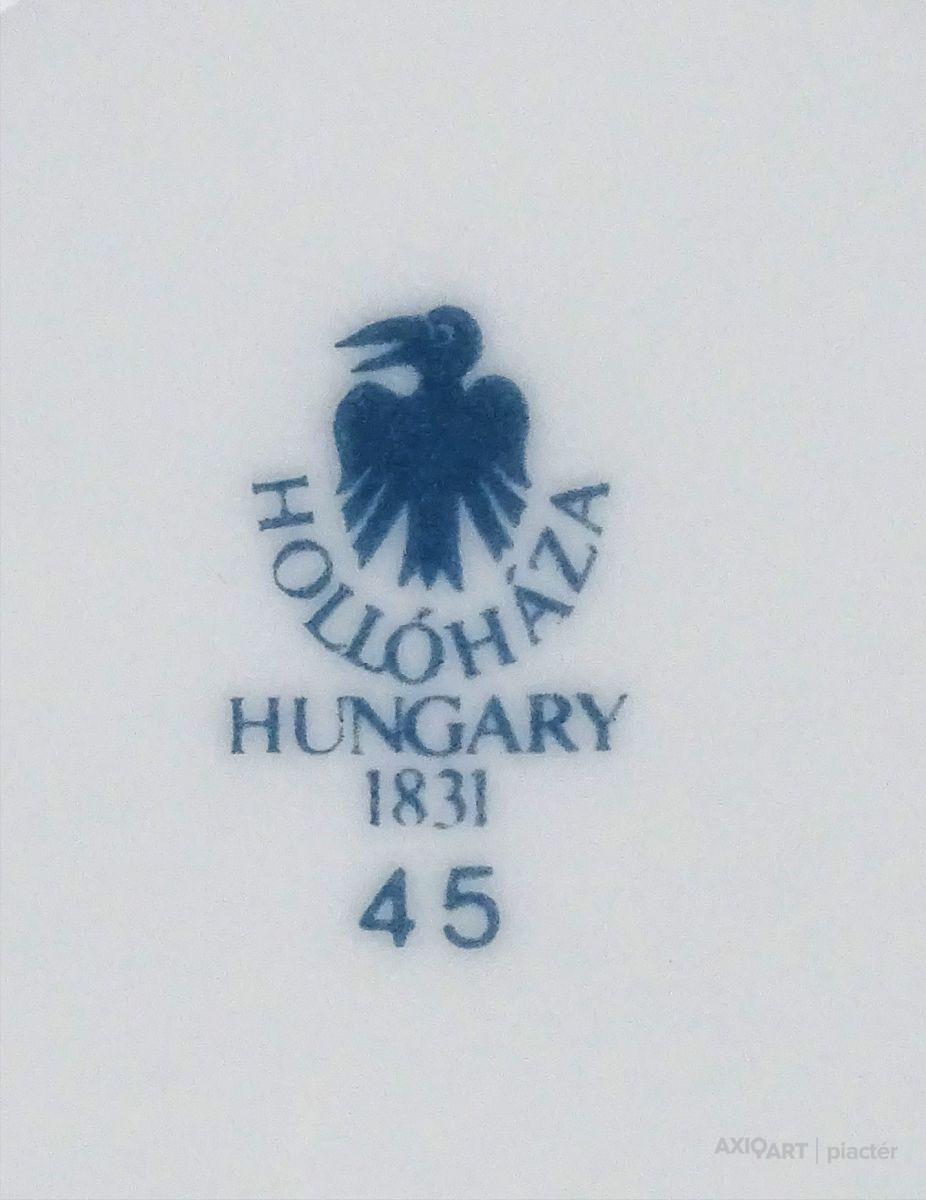 HOLLÓHÁZA
HUNGARY
1831
45
AXIOART | piactér